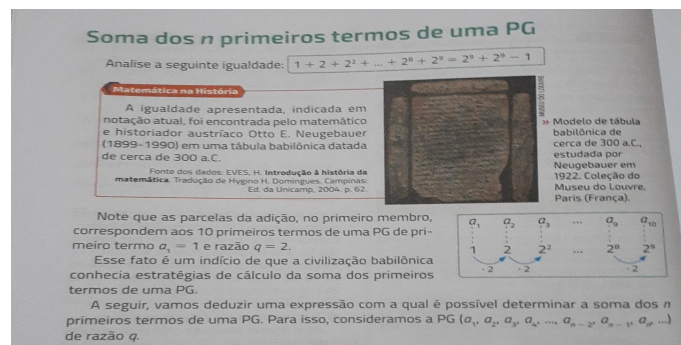 Soma dos n primeiros termos de uma PG
Analise a seguinte igualdade: 1 + 2 + 2² + ... + 2⁸ + 2⁹ = 2⁹ + 2⁹ − 1
Matemática na História
A igualdade apresentada, indicada em
notação atual, foi encontrada pelo matemático
e historiador austríaco Otto E. Neugebauer
(1899-1990) em uma tábula babilônica datada
de cerca de 300 a.C.
Fonte dos dados: EVES, H. Introdução à história da
matemática. Tradução de Hygino H. Domingues. Campinas:
Ed. da Unicamp, 2004. p. 62.
» Modelo de tábula
babilônica de
cerca de 300 a.C.,
estudada por
Neugebauer em
1922. Coleção do
Museu do Louvre,
Paris (França).
Note que as parcelas da adição, no primeiro membro,
correspondem aos 10 primeiros termos de uma PG de pri-
meiro termo a₁ = 1 e razão q = 2.
Esse fato é um indício de que a civilização babilônica
conhecia estratégias de cálculo da soma dos primeiros
termos de uma PG.
a₁ a₂ a₃ ... a₉ a₁₀
1 2 2² ... 2⁸ 2⁹
· 2 · 2 · 2
A seguir, vamos deduzir uma expressão com a qual é possível determinar a soma dos n
primeiros termos de uma PG. Para isso, consideramos a PG (a₁, a₂, a₃, a₄, ..., aₙ₋₂, aₙ₋₁, aₙ, ...)
de razão q.